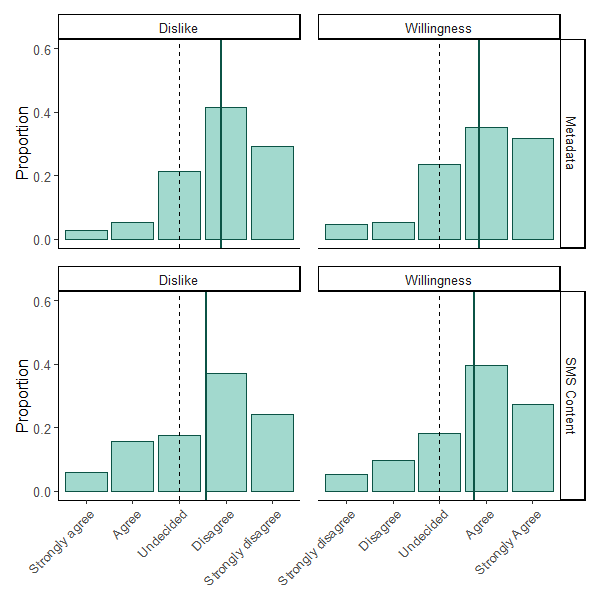 Dislike
Willingness
0.6
0.4
0.2
0.0
Proportion
Metadata
Dislike
Willingness
0.6
0.4
0.2
0.0
Proportion
SMS Content
Strongly agree
Agree
Undecided
Disagree
Strongly disagree
Strongly disagree
Disagree
Undecided
Agree
Strongly Agree